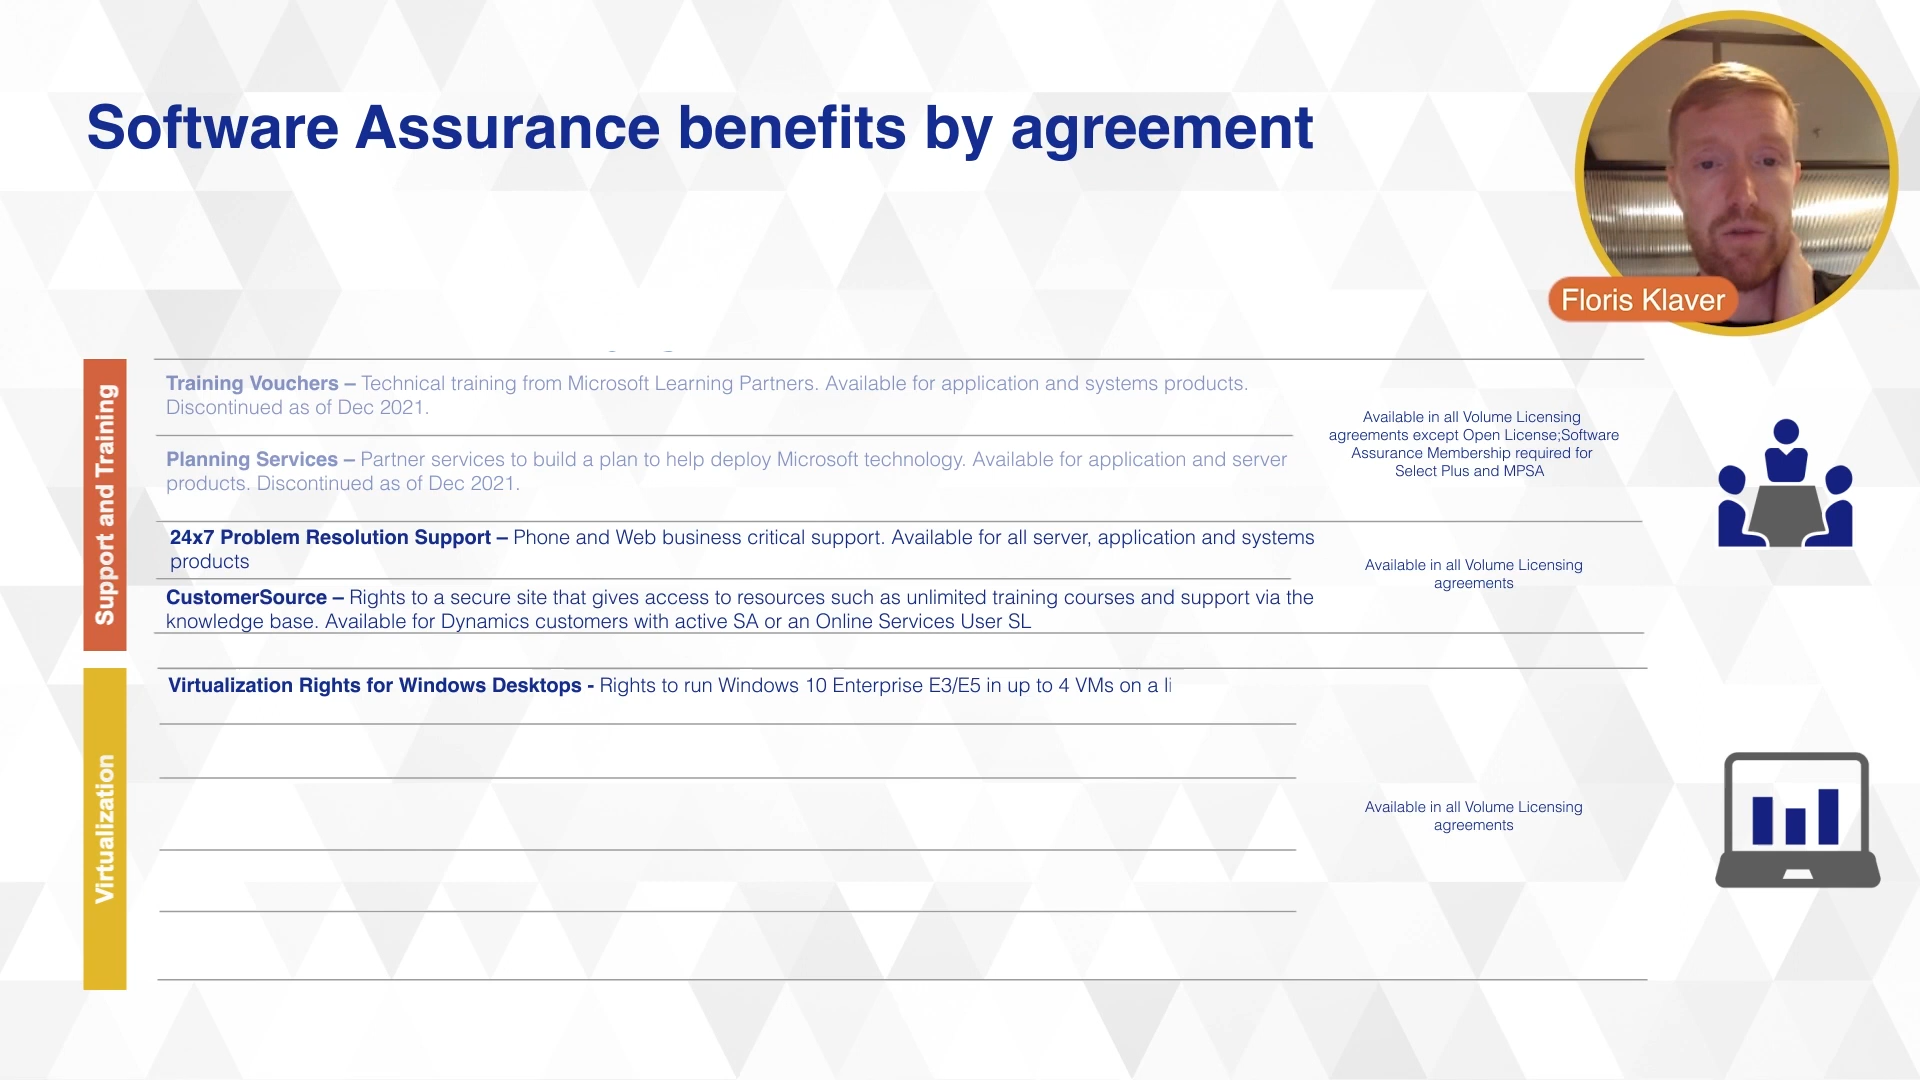 Software Assurance benefits by agreement
Floris Klaver
Support and Training
Training Vouchers – Technical training from Microsoft Learning Partners. Available for application and systems products.
Discontinued as of Dec 2021.
Planning Services – Partner services to build a plan to help deploy Microsoft technology. Available for application and server
products. Discontinued as of Dec 2021.
Available in all Volume Licensing
agreements except Open License;Software
Assurance Membership required for
Select Plus and MPSA
24x7 Problem Resolution Support – Phone and Web business critical support. Available for all server, application and systems
products
CustomerSource – Rights to a secure site that gives access to resources such as unlimited training courses and support via the
knowledge base. Available for Dynamics customers with active SA or an Online Services User SL
Available in all Volume Licensing
agreements
Virtualization
Virtualization Rights for Windows Desktops - Rights to run Windows 10 Enterprise E3/E5 in up to 4 VMs on a li
Available in all Volume Licensing
agreements